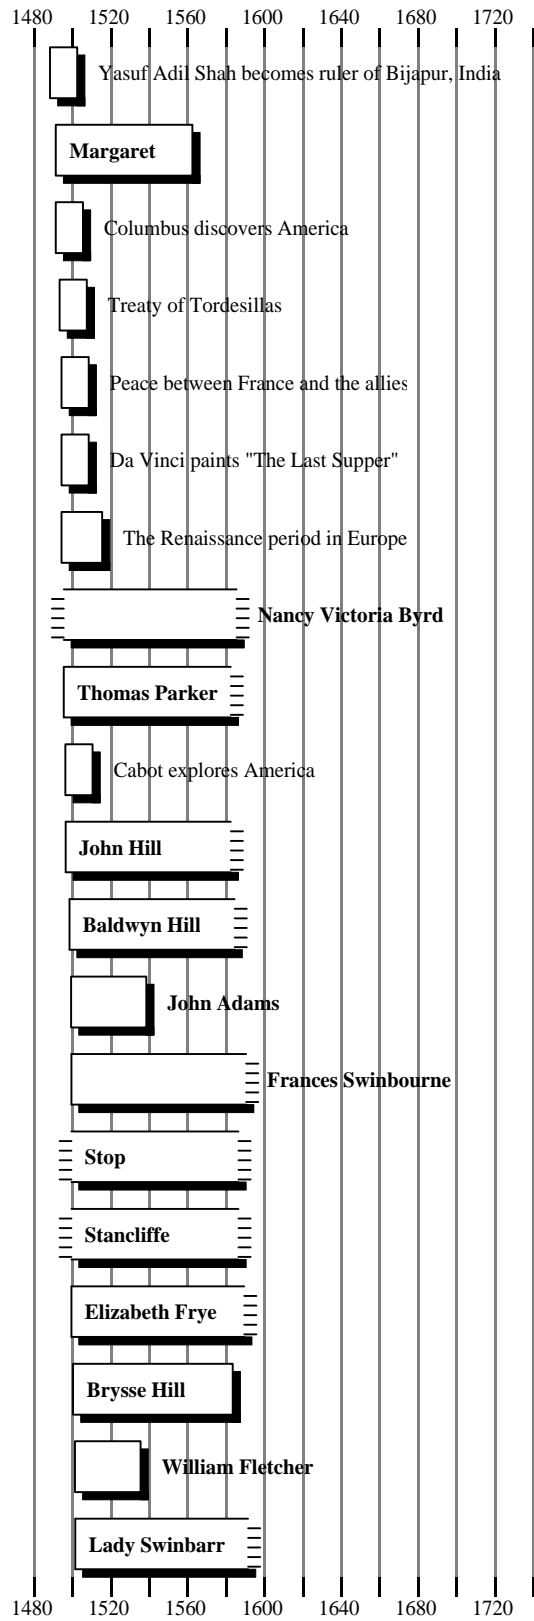 1480 1520 1560 1600 1640 1680 1720
Yasuf Adil Shah becomes ruler of Bijapur, India
Margaret
Columbus discovers America
Treaty of Tordesillas
Peace between France and the allies
Da Vinci paints "The Last Supper"
The Renaissance period in Europe
Nancy Victoria Byrd
Thomas Parker
Cabot explores America
John Hill
Baldwyn Hill
John Adams
Frances Swinbourne
Stop
Stancliffe
Elizabeth Frye
Brysse Hill
William Fletcher
Lady Swinbarr
1480 1520 1560 1600 1640 1680 1720